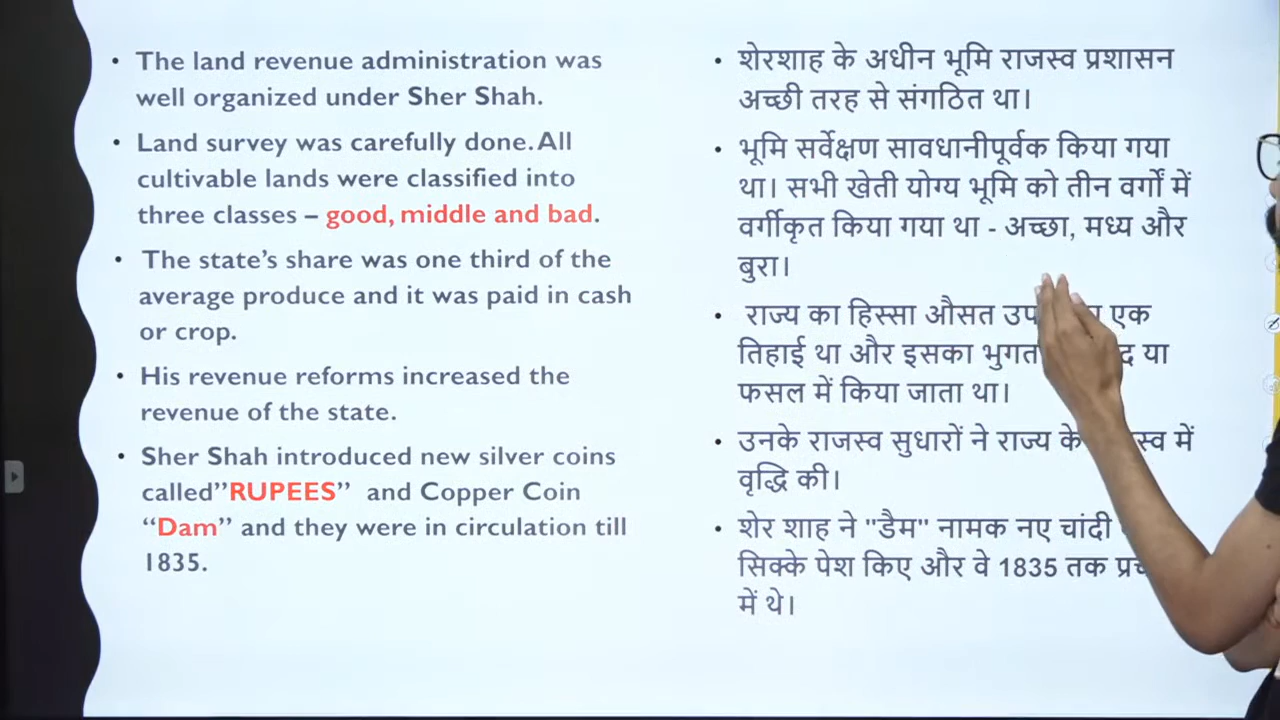 • The land revenue administration was
well organized under Sher Shah.
• Land survey was carefully done. All
cultivable lands were classified into
three classes – good, middle and bad.
• The state's share was one third of the
average produce and it was paid in cash
or crop.
• His revenue reforms increased the
revenue of the state.
• Sher Shah introduced new silver coins
called”RUPEES” and Copper Coin
“Dam” and they were in circulation till
1835.
• शेरशाह के अधीन भूमि राजस्व प्रशासन
अच्छी तरह से संगठित था।
• भूमि सर्वेक्षण सावधानीपूर्वक किया गया
था। सभी खेती योग्य भूमि को तीन वर्गों में
वर्गीकृत किया गया था - अच्छा, मध्य और
बुरा।
• राज्य का हिस्सा औसत एक
तिहाई था और इसका या
फसल में किया जाता था।
• उनके राजस्व सुधारों ने राज्य के में
वृद्धि की।
• शेर शाह ने "डैम" नामक नए चांदी
सिक्के पेश किए और वे 1835 तक
में थे।